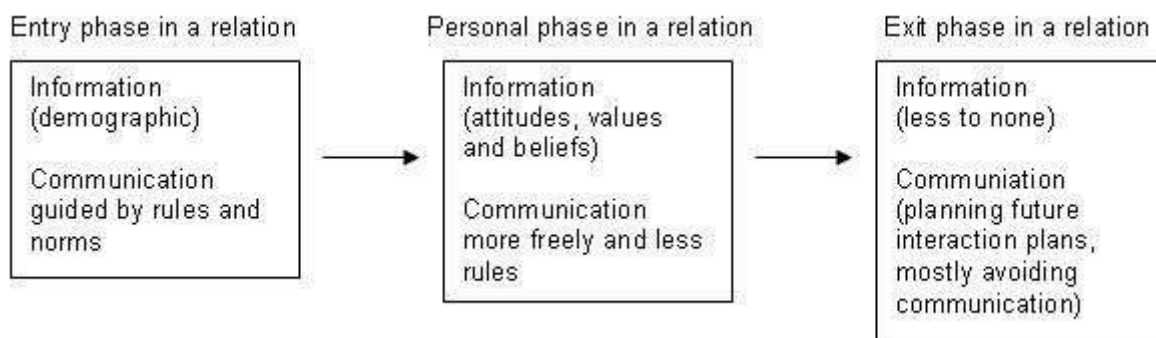 Entry phase in a relation
Information
(demographic)
Communication
guided by rules and
norms
Personal phase in a relation
Information
(attitudes, values
and beliefs)
Communication
more freely and less
rules
Exit phase in a relation
Information
(less to none)
Communiation
(planning future
interaction plans,
mostly avoiding
communication)